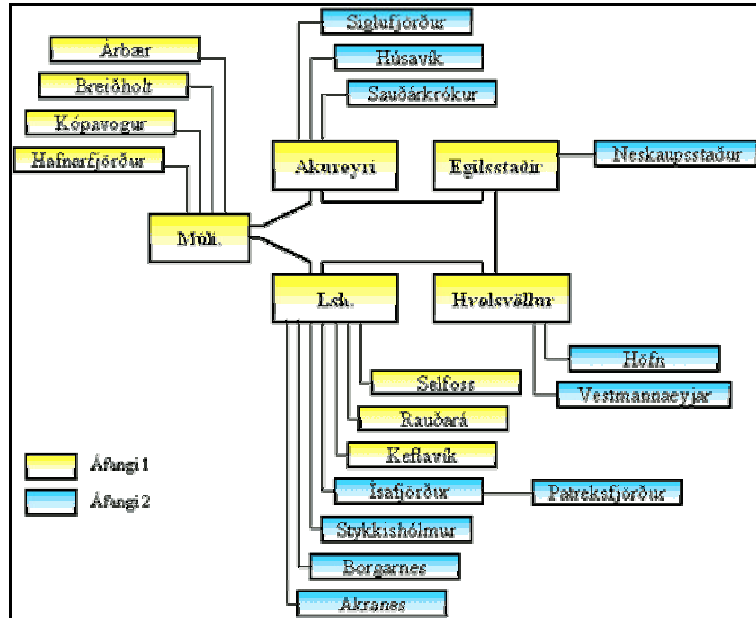 Siglufjörður
Árbær
Húsavík
Breiðholt
Sauðárkrókur
Kópavogur
Hafnarfjörður
Akureyri
Egilsstaðir
Neskaupsstaður
Múli.
Lsh.
Hvolsvöllur
Höfn
Selfoss
Vestmannaeyjar
Rauðará
Keflavík
Áfangi 1
Ísafjörður
Patreksfjörður
Áfangi 2
Stykkishólmur
Borgarnes
Akranes